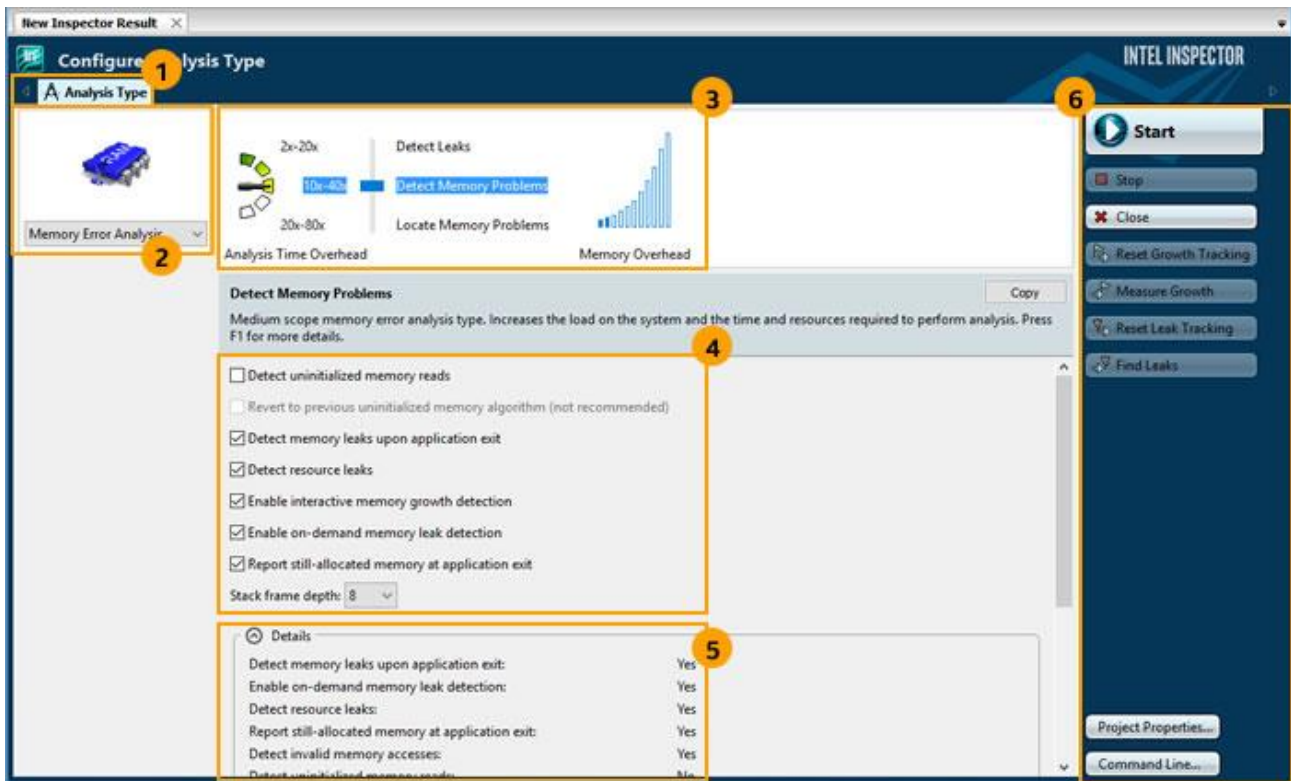 New Inspector Result
Configure Analysis Type
INTEL INSPECTOR
1
Analysis Type
RAM
Memory Error Analysis
2
3
2x-20x
Detect Leaks
10x-40x
Detect Memory Problems
20x-80x
Locate Memory Problems
Analysis Time Overhead
Memory Overhead
Detect Memory Problems
Copy
Medium scope memory error analysis type. Increases the load on the system and the time and resources required to perform analysis. Press
F1 for more details.
4
Detect uninitialized memory reads
Revert to previous uninitialized memory algorithm (not recommended)
Detect memory leaks upon application exit
Detect resource leaks
Enable interactive memory growth detection
Enable on-demand memory leak detection
Report still-allocated memory at application exit
Stack frame depth: 8
5
Details
Detect memory leaks upon application exit: Yes
Enable on-demand memory leak detection: Yes
Detect resource leaks: Yes
Report still-allocated memory at application exit: Yes
Detect invalid memory accesses: Yes
Detect uninitialized memory reads: No
6
Start
Stop
Close
Reset Growth Tracking
Measure Growth
Reset Leak Tracking
Find Leaks
Project Properties...
Command Line...